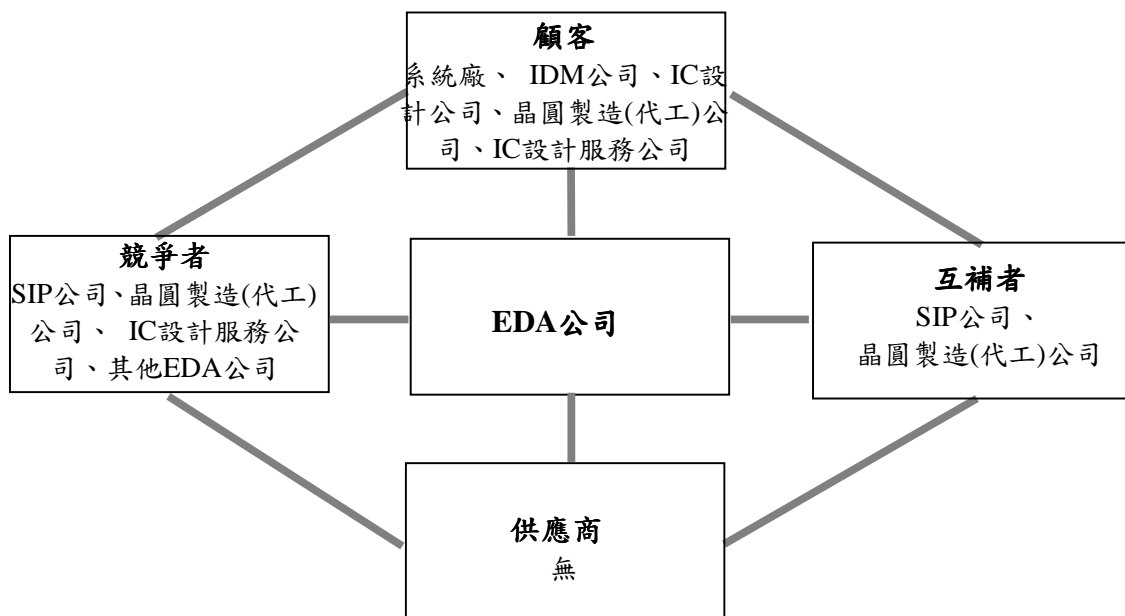 顧客
系統廠、 IDM公司、IC設
計公司、晶圓製造(代工)公
司、IC設計服務公司
競爭者
SIP公司、晶圓製造(代工)
公司、 IC設計服務公
司、其他EDA公司
EDA公司
互補者
SIP公司、
晶圓製造(代工)公司
供應商
無